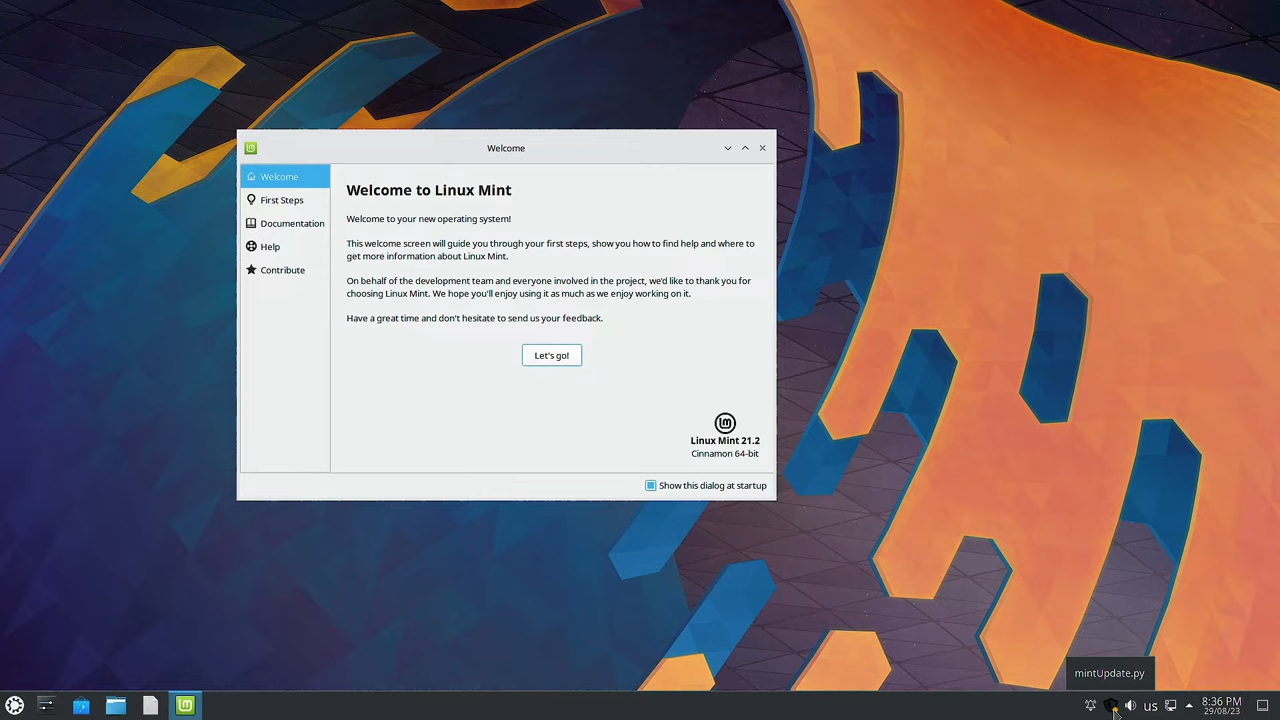 Welcome
Welcome
First Steps
Documentation
Help
Contribute
Welcome to Linux Mint
Welcome to your new operating system!
This welcome screen will guide you through your first steps, show you how to find help and where to
get more information about Linux Mint.
On behalf of the development team and everyone involved in the project, we'd like to thank you for
choosing Linux Mint. We hope you'll enjoy using it as much as we enjoy working on it.
Have a great time and don't hesitate to send us your feedback.
Let's go!
Linux Mint 21.2
Cinnamon 64-bit
Show this dialog at startup
mintUpdate.py
us
8:36 PM
29/08/23